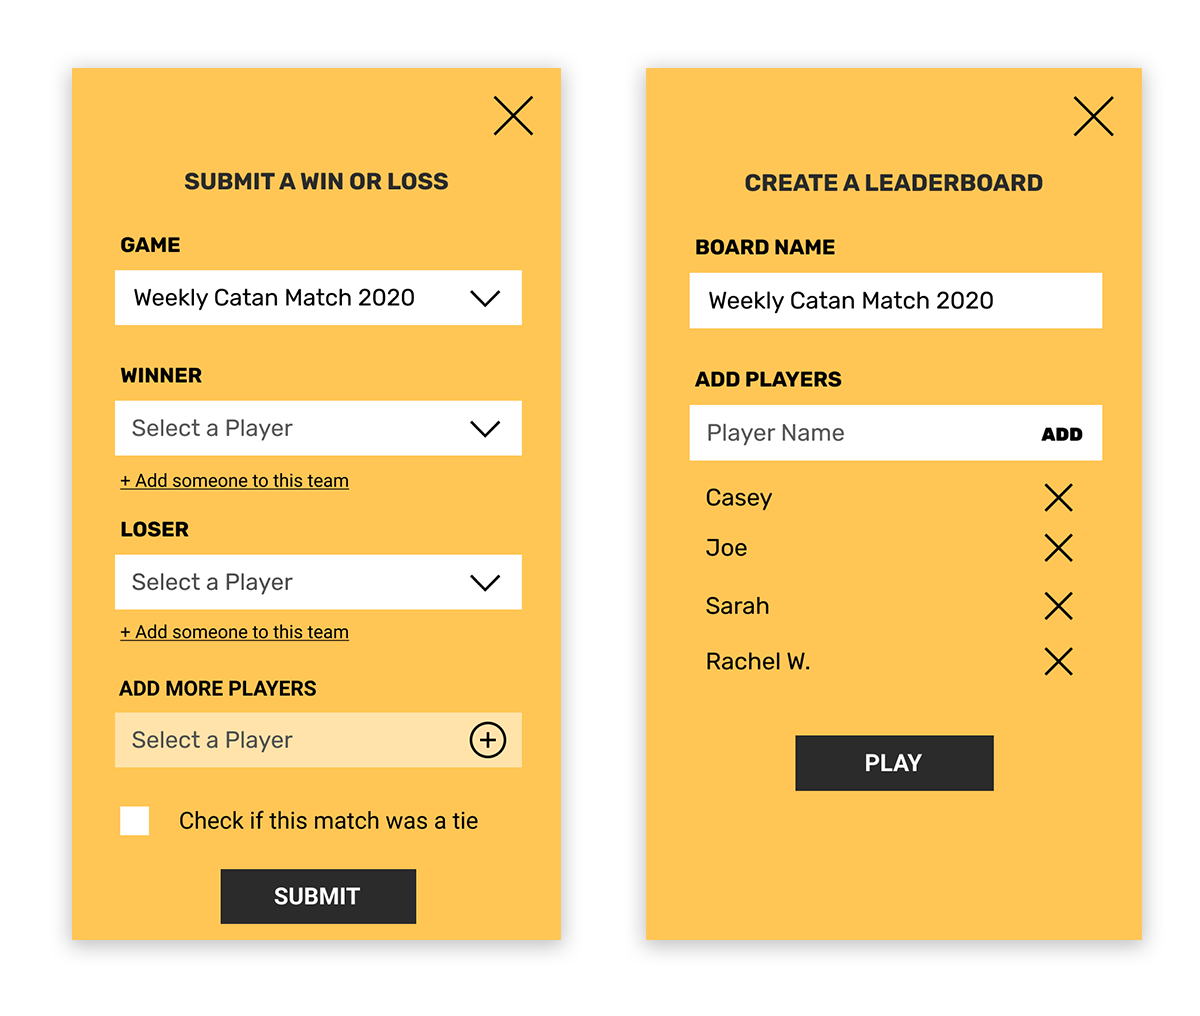 SUBMIT A WIN OR LOSS
GAME
Weekly Catan Match 2020
WINNER
Select a Player
+ Add someone to this team
LOSER
Select a Player
+ Add someone to this team
ADD MORE PLAYERS
Select a Player
Check if this match was a tie
SUBMIT
CREATE A LEADERBOARD
BOARD NAME
Weekly Catan Match 2020
ADD PLAYERS
Player Name ADD
Casey
Joe
Sarah
Rachel W.
PLAY